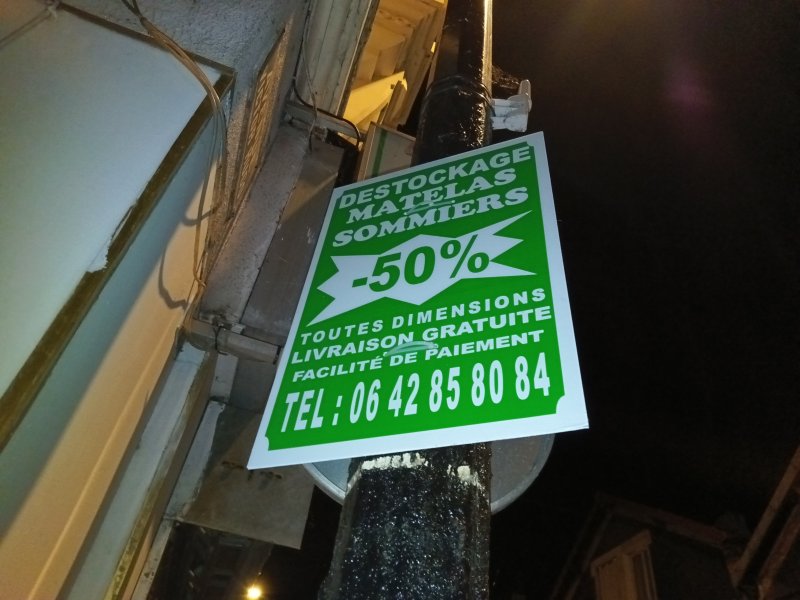 DESTOCKAGE
MATELAS
SOMMIERS
-50%
TOUTES DIMENSIONS
LIVRAISON GRATUITE
FACILITÉ DE PAIEMENT
TEL : 06 42 85 80 84